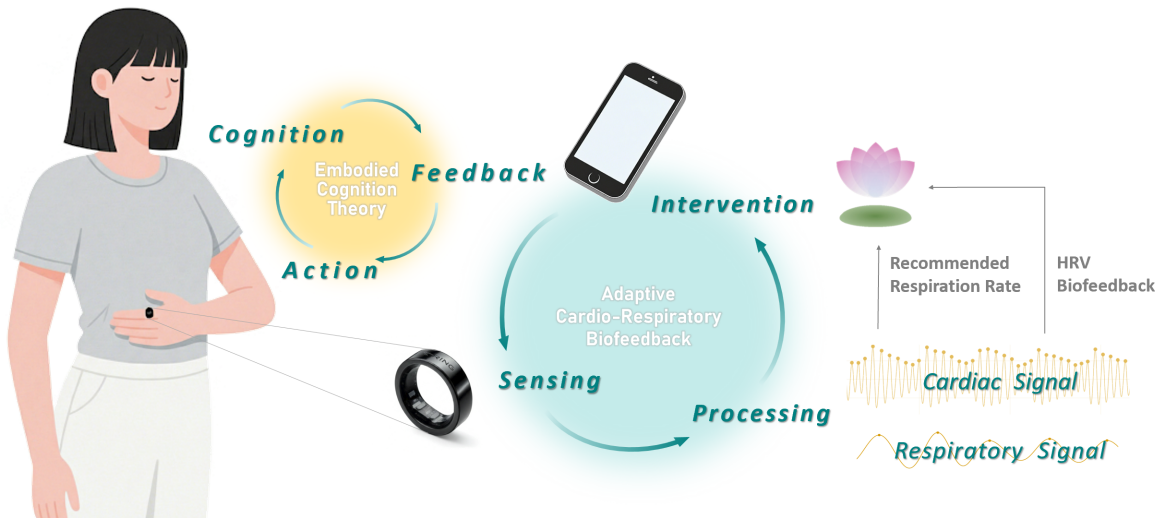 Cognition
Feedback
Embodied
Cognition
Theory
Action
Intervention
Adaptive
Cardio-Respiratory
Biofeedback
Sensing
Processing
Recommended
Respiration Rate
HRV
Biofeedback
Cardiac Signal
Respiratory Signal